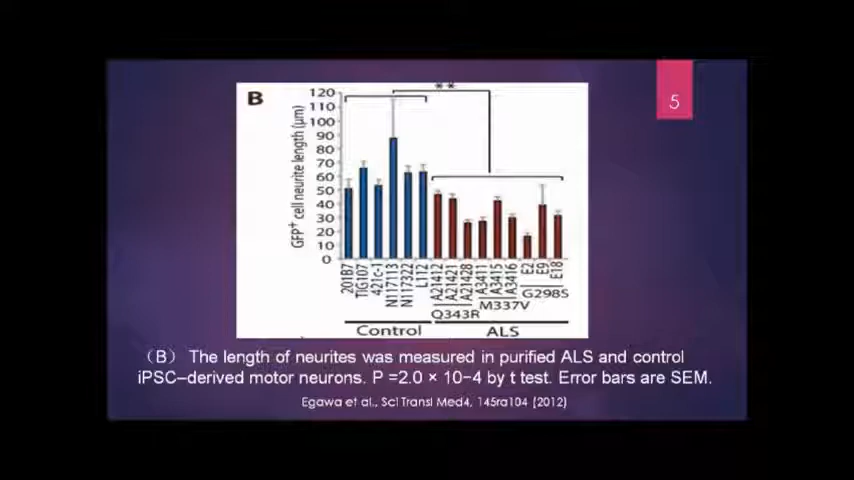 5
B
**
GFP+ cell neurite length (µm)
120
110
100
90
80
70
60
50
40
30
20
10
0
201B7
TIG107
421c-1
N117113
N117322
L112
A21412
A21421
A21428
A3411
A3415
A3416
E2
E9
E18
Q343R
M337V
G298S
Control
ALS
（B） The length of neurites was measured in purified ALS and control
iPSC–derived motor neurons. P =2.0 × 10−4 by t test. Error bars are SEM.
Egawa et al., Sci Transl Med4, 145ra104 (2012)